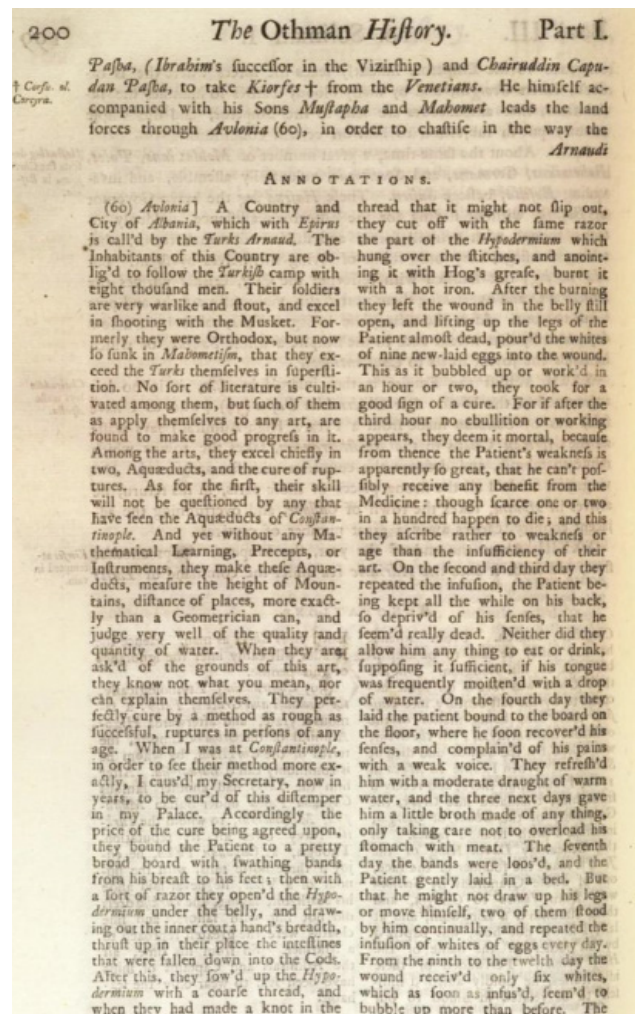 200 The Othman Hiſtory. Part I.
Paſha, (Ibrahim's ſucceſſor in the Vizirſhip) and Chairuddin Capu-
† Corfu. ol.
Corcyra.
dan Paſha, to take Kiorfes † from the Venetians. He himſelf ac-
companied with his Sons Muſtapha and Mahomet leads the land
forces through Avlonia (60), in order to chaſtiſe in the way the
Arnaudi
ANNOTATIONS.
(60) Avlonia] A Country and
City of Albania, which with Epirus
is call'd by the Turks Arnaud. The
Inhabitants of this Country are ob-
lig'd to follow the Turkiſh camp with
eight thouſand men. Their ſoldiers
are very warlike and ſtout, and excel
in ſhooting with the Musket. For-
merly they were Orthodox, but now
ſo ſunk in Mahometiſm, that they ex-
ceed the Turks themſelves in ſuperſti-
tion. No ſort of literature is culti-
vated among them, but ſuch of them
as apply themſelves to any art, are
found to make good progreſs in it.
Among the arts, they excel chiefly in
two, Aquæducts, and the cure of rup-
tures. As for the firſt, their skill
will not be queſtioned by any that
have ſeen the Aquæducts of Conſtan-
tinople. And yet without any Ma-
thematical Learning, Precepts, or
Inſtruments, they make theſe Aquæ-
ducts, meaſure the height of Moun-
tains, diſtance of places, more exact-
ly than a Geometrician can, and
judge very well of the quality and
quantity of water. When they are
ask'd of the grounds of this art,
they know not what you mean, nor
can explain themſelves. They per-
fectly cure by a method as rough as
ſucceſsful, ruptures in perſons of any
age. When I was at Conſtantinople,
in order to ſee their method more ex-
actly, I caus'd my Secretary, now in
years, to be cur'd of this diſtemper
in my Palace. Accordingly the
price of the cure being agreed upon,
they bound the Patient to a pretty
broad board with ſwathing bands
from his breaſt to his feet; then with
a ſort of razor they open'd the Hypo-
dermium under the belly, and draw-
ing out the inner coat a hand's breadth,
thruſt up in their place the inteſtines
that were fallen down into the Cods.
After this, they ſow'd up the Hypo-
dermium with a coarſe thread, and
when they had made a knot in the
thread that it might not ſlip out,
they cut off with the ſame razor
the part of the Hypodermium which
hung over the ſtitches, and anoint-
ing it with Hog's greaſe, burnt it
with a hot iron. After the burning
they left the wound in the belly ſtill
open, and lifting up the legs of the
Patient almoſt dead, pour'd the whites
of nine new-laid eggs into the wound.
This as it bubbled up or work'd in
an hour or two, they took for a
good ſign of a cure. For if after the
third hour no ebullition or working
appears, they deem it mortal, becauſe
from thence the Patient's weakneſs is
apparently ſo great, that he can't poſ-
ſibly receive any benefit from the
Medicine: though ſcarce one or two
in a hundred happen to die; and this
they aſcribe rather to weakneſs or
age than the inſufficiency of their
art. On the ſecond and third day they
repeated the infuſion, the Patient be-
ing kept all the while on his back,
ſo depriv'd of his ſenſes, that he
ſeem'd really dead. Neither did they
allow him any thing to eat or drink,
ſuppoſing it ſufficient, if his tongue
was frequently moiſten'd with a drop
of water. On the fourth day they
laid the patient bound to the board on
the floor, where he ſoon recover'd his
ſenſes, and complain'd of his pains
with a weak voice. They refreſh'd
him with a moderate draught of warm
water, and the three next days gave
him a little broth made of any thing,
only taking care not to overload his
ſtomach with meat. The ſeventh
day the bands were loos'd, and the
Patient gently laid in a bed. But
that he might not draw up his legs
or move himſelf, two of them ſtood
by him continually, and repeated the
infuſion of whites of eggs every day.
From the ninth to the twelth day the
wound receiv'd only ſix whites,
which as ſoon as infus'd, ſeem'd to
bubble up more than before. The